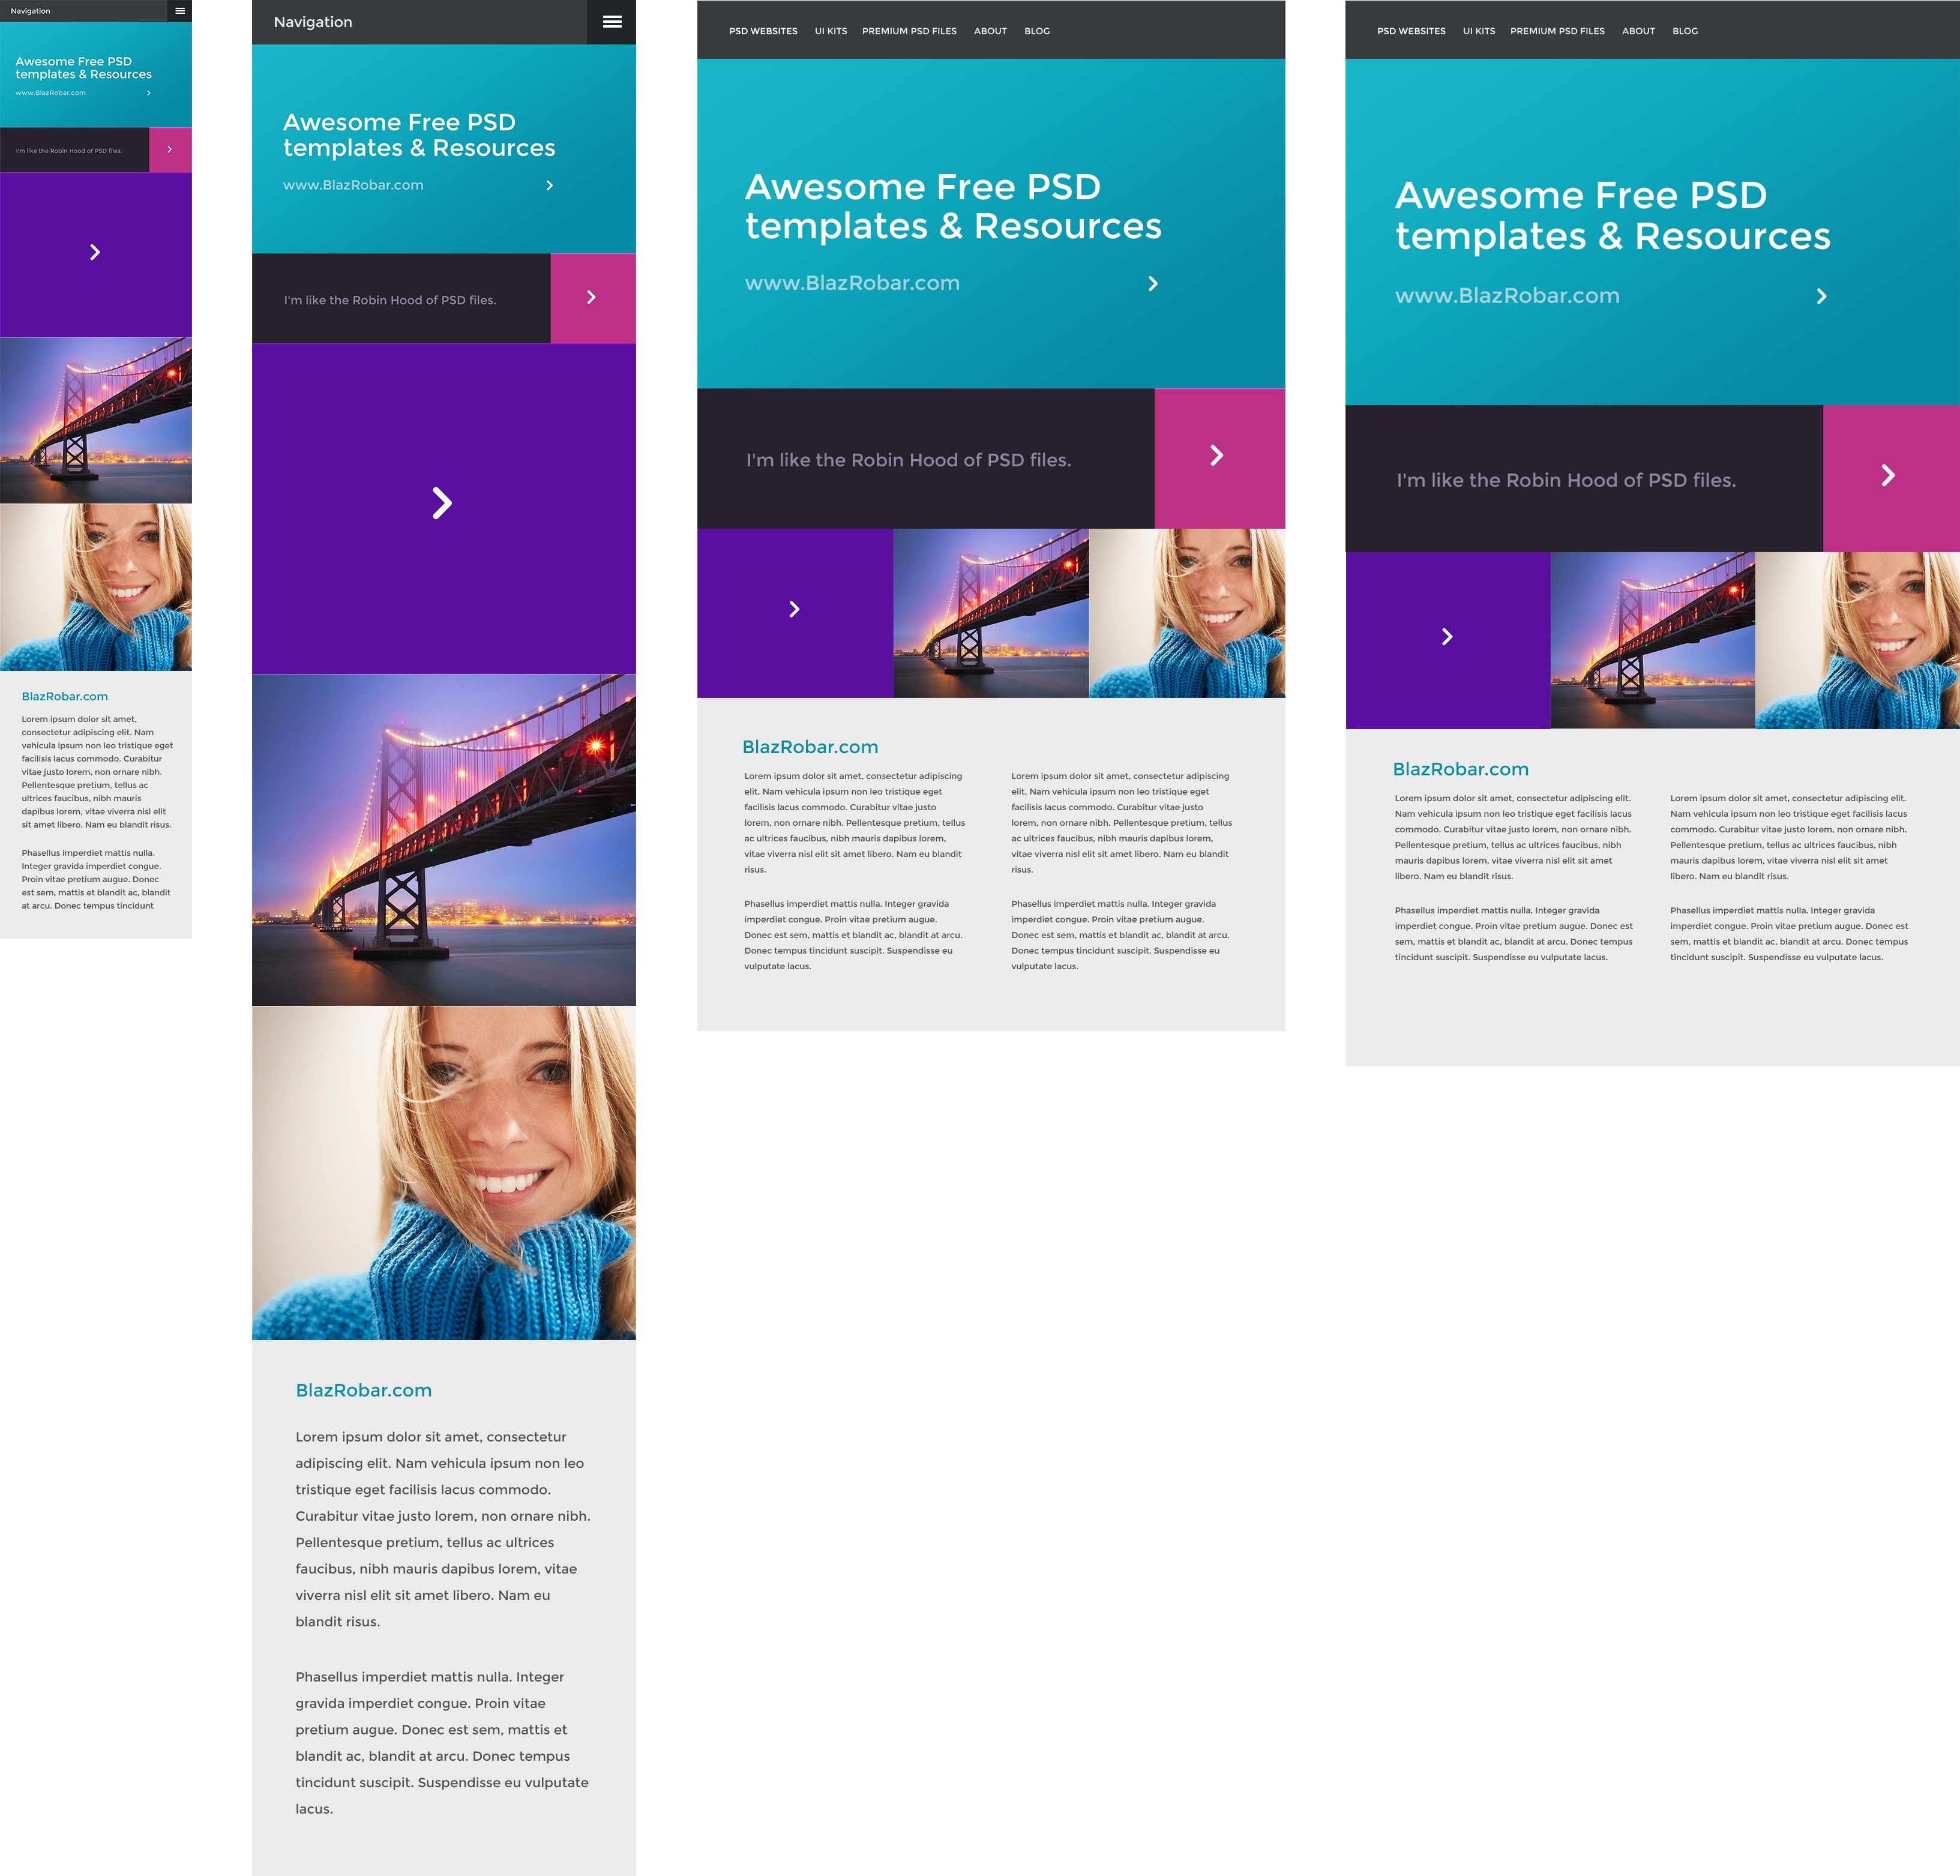 Navigation
Awesome Free PSD
templates & Resources
www.BlazRobar.com
I'm like the Robin Hood of PSD files.
BlazRobar.com
Lorem ipsum dolor sit amet,
consectetur adipiscing elit. Nam
vehicula ipsum non leo tristique eget
facilisis lacus commodo. Curabitur
vitae justo lorem, non ornare nibh.
Pellentesque pretium, tellus ac
ultrices faucibus, nibh mauris
dapibus lorem, vitae viverra nisl elit
sit amet libero. Nam eu blandit risus.
Phasellus imperdiet mattis nulla.
Integer gravida imperdiet congue.
Proin vitae pretium augue. Donec
est sem, mattis et blandit ac, blandit
at arcu. Donec tempus tincidunt
Navigation
Awesome Free PSD
templates & Resources
www.BlazRobar.com
I'm like the Robin Hood of PSD files.
BlazRobar.com
Lorem ipsum dolor sit amet, consectetur
adipiscing elit. Nam vehicula ipsum non leo
tristique eget facilisis lacus commodo.
Curabitur vitae justo lorem, non ornare nibh.
Pellentesque pretium, tellus ac ultrices
faucibus, nibh mauris dapibus lorem, vitae
viverra nisl elit sit amet libero. Nam eu
blandit risus.
Phasellus imperdiet mattis nulla. Integer
gravida imperdiet congue. Proin vitae
pretium augue. Donec est sem, mattis et
blandit ac, blandit at arcu. Donec tempus
tincidunt suscipit. Suspendisse eu vulputate
lacus.
PSD WEBSITES UI KITS PREMIUM PSD FILES ABOUT BLOG
Awesome Free PSD
templates & Resources
www.BlazRobar.com
I'm like the Robin Hood of PSD files.
BlazRobar.com
Lorem ipsum dolor sit amet, consectetur adipiscing
elit. Nam vehicula ipsum non leo tristique eget
facilisis lacus commodo. Curabitur vitae justo
lorem, non ornare nibh. Pellentesque pretium, tellus
ac ultrices faucibus, nibh mauris dapibus lorem,
vitae viverra nisl elit sit amet libero. Nam eu blandit
risus.
Phasellus imperdiet mattis nulla. Integer gravida
imperdiet congue. Proin vitae pretium augue.
Donec est sem, mattis et blandit ac, blandit at arcu.
Donec tempus tincidunt suscipit. Suspendisse eu
vulputate lacus.
Lorem ipsum dolor sit amet, consectetur adipiscing
elit. Nam vehicula ipsum non leo tristique eget
facilisis lacus commodo. Curabitur vitae justo
lorem, non ornare nibh. Pellentesque pretium, tellus
ac ultrices faucibus, nibh mauris dapibus lorem,
vitae viverra nisl elit sit amet libero. Nam eu blandit
risus.
Phasellus imperdiet mattis nulla. Integer gravida
imperdiet congue. Proin vitae pretium augue.
Donec est sem, mattis et blandit ac, blandit at arcu.
Donec tempus tincidunt suscipit. Suspendisse eu
vulputate lacus.
PSD WEBSITES UI KITS PREMIUM PSD FILES ABOUT BLOG
Awesome Free PSD
templates & Resources
www.BlazRobar.com
I'm like the Robin Hood of PSD files.
BlazRobar.com
Lorem ipsum dolor sit amet, consectetur adipiscing elit.
Nam vehicula ipsum non leo tristique eget facilisis lacus
commodo. Curabitur vitae justo lorem, non ornare nibh.
Pellentesque pretium, tellus ac ultrices faucibus, nibh
mauris dapibus lorem, vitae viverra nisl elit sit amet
libero. Nam eu blandit risus.
Phasellus imperdiet mattis nulla. Integer gravida
imperdiet congue. Proin vitae pretium augue. Donec est
sem, mattis et blandit ac, blandit at arcu. Donec tempus
tincidunt suscipit. Suspendisse eu vulputate lacus.
Lorem ipsum dolor sit amet, consectetur adipiscing elit.
Nam vehicula ipsum non leo tristique eget facilisis lacus
commodo. Curabitur vitae justo lorem, non ornare nibh.
Pellentesque pretium, tellus ac ultrices faucibus, nibh
mauris dapibus lorem, vitae viverra nisl elit sit amet
libero. Nam eu blandit risus.
Phasellus imperdiet mattis nulla. Integer gravida
imperdiet congue. Proin vitae pretium augue. Donec est
sem, mattis et blandit ac, blandit at arcu. Donec tempus
tincidunt suscipit. Suspendisse eu vulputate lacus.